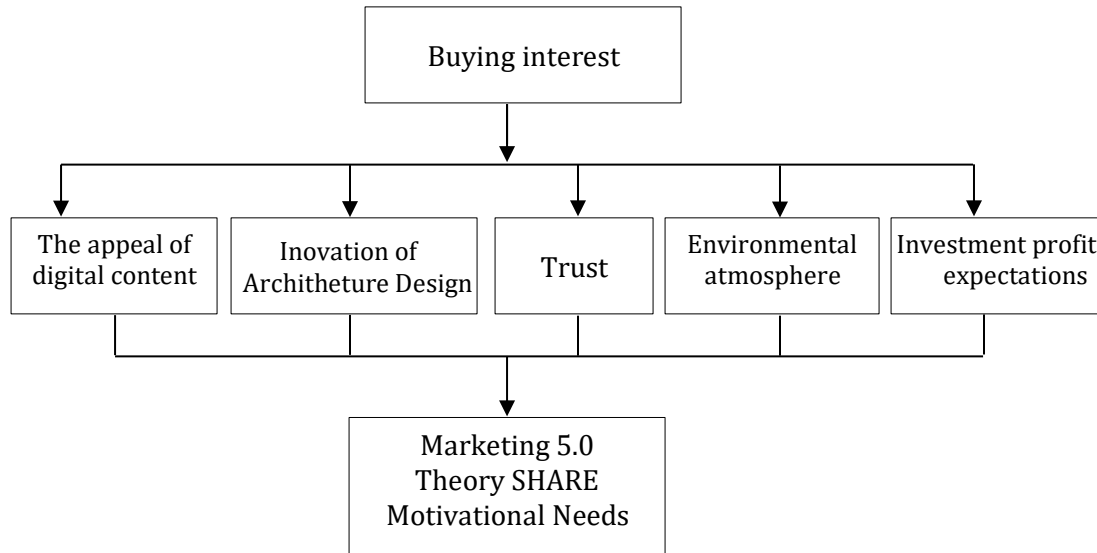 Buying interest
The appeal of
digital content
Inovation of
Architheture Design
Trust
Environmental
atmosphere
Investment profit
expectations
Marketing 5.0
Theory SHARE
Motivational Needs